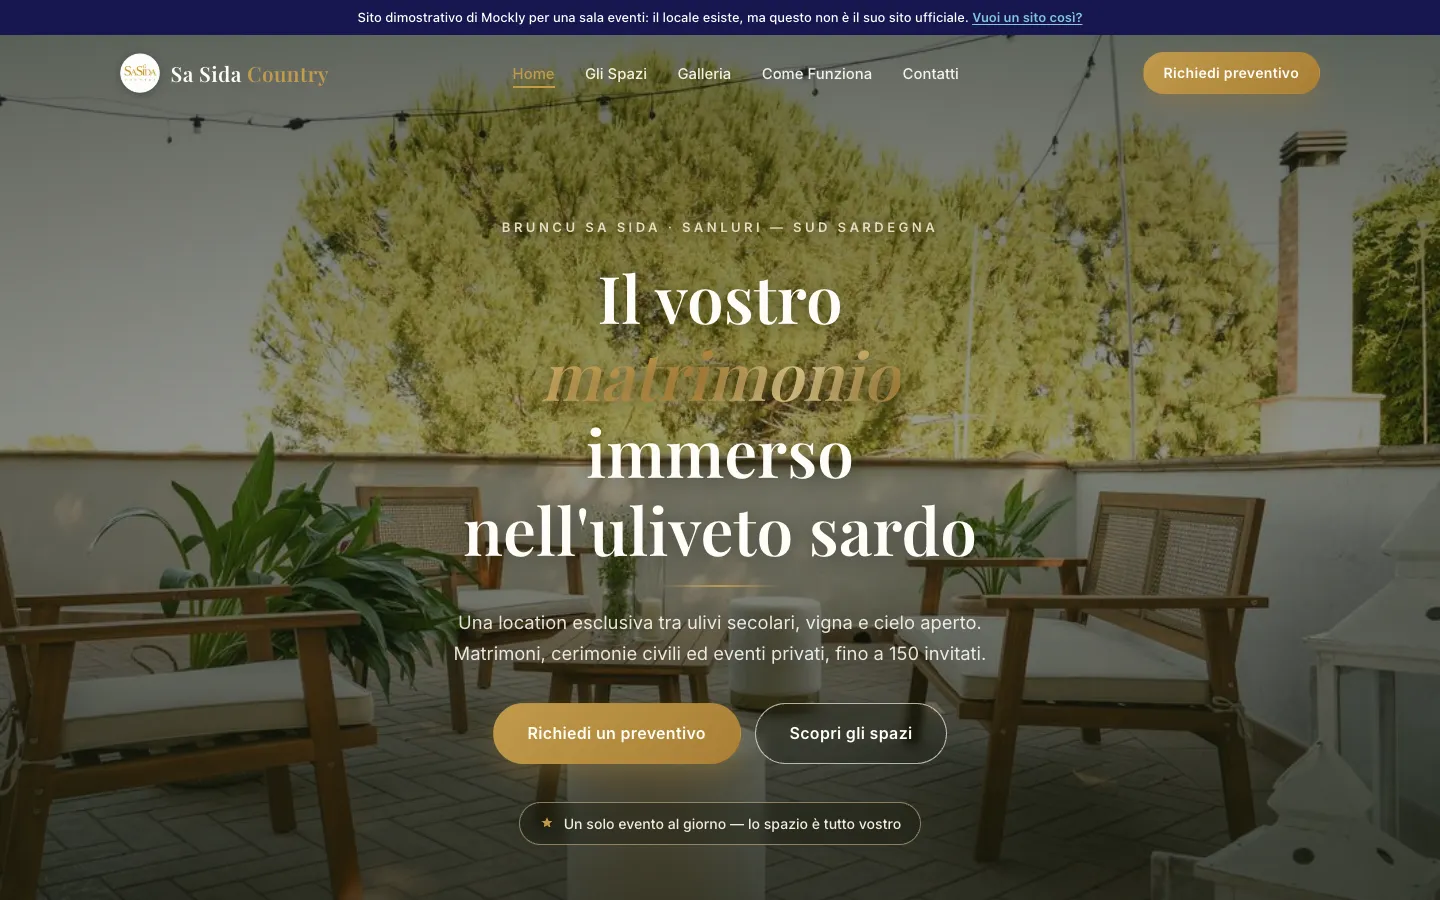 Sito dimostrativo di Mockly per una sala eventi: il locale esiste, ma questo non è il suo sito ufficiale. Vuoi un sito così?
SASIDA
Sa Sida Country
Home
Gli Spazi
Galleria
Come Funziona
Contatti
Richiedi preventivo
BRUNCU SA SIDA · SANLURI — SUD SARDEGNA
Il vostro
matrimonio
immerso
nell'uliveto sardo
Una location esclusiva tra ulivi secolari, vigna e cielo aperto.
Matrimoni, cerimonie civili ed eventi privati, fino a 150 invitati.
Richiedi un preventivo
Scopri gli spazi
Un solo evento al giorno — lo spazio è tutto vostro